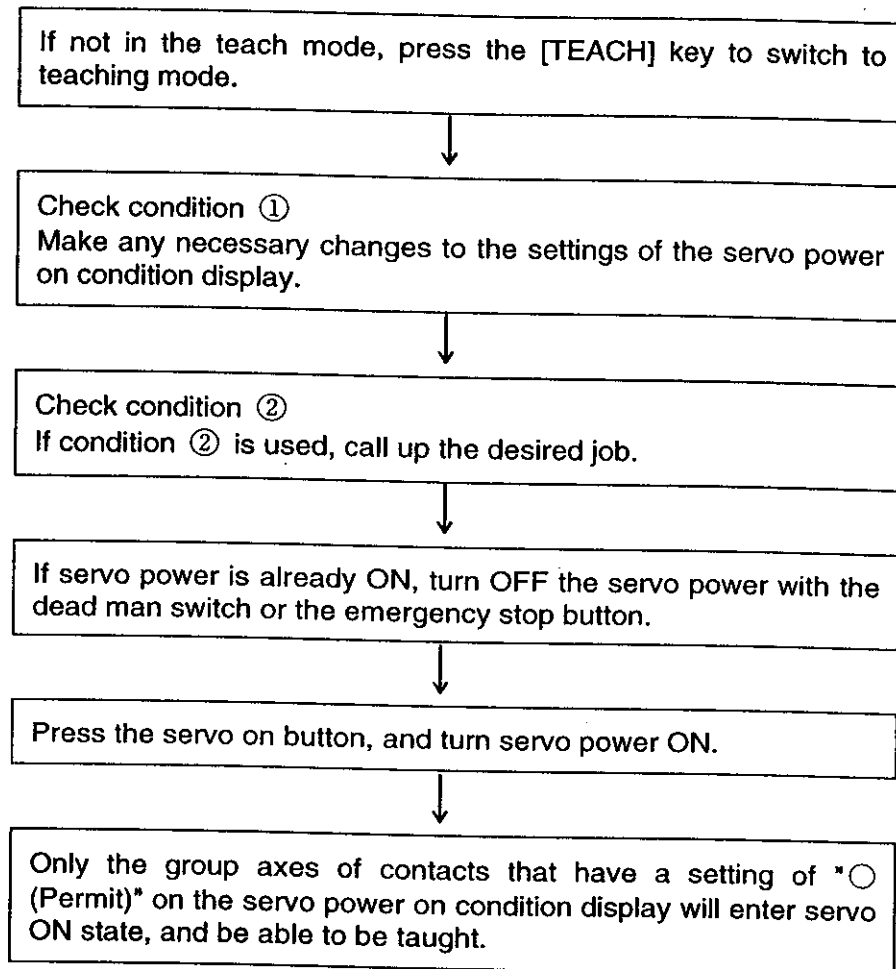 If not in the teach mode, press the [TEACH] key to switch to
teaching mode.
Check condition ①
Make any necessary changes to the settings of the servo power
on condition display.
Check condition ②
If condition ② is used, call up the desired job.
If servo power is already ON, turn OFF the servo power with the
dead man switch or the emergency stop button.
Press the servo on button, and turn servo power ON.
Only the group axes of contacts that have a setting of "○
(Permit)" on the servo power on condition display will enter servo
ON state, and be able to be taught.